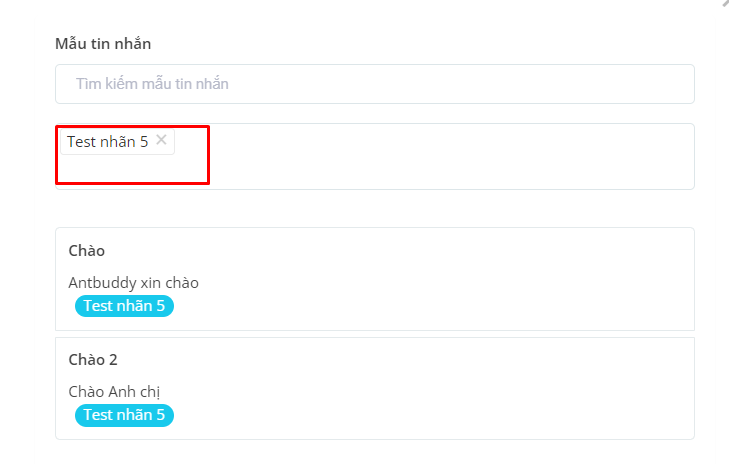 Mẫu tin nhắn
Tìm kiếm mẫu tin nhắn
Test nhãn 5 ×
Chào
Antbuddy xin chào
Test nhãn 5
Chào 2
Chào Anh chị
Test nhãn 5